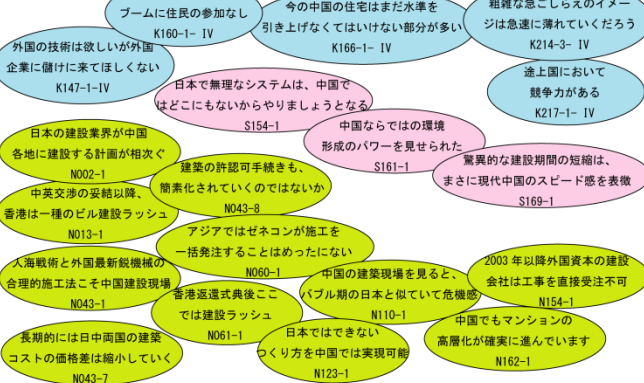 ブームに住民の参加なし
K160-1- IV
今の中国の住宅はまだ水準を
引き上げなくてはいけない部分が多い
K166-1- IV
粗雑な急ごしらえのイメー
ジは急速に薄れていくだろう
K214-3- IV
外国の技術は欲しいが外国
企業に儲けに来てほしくない
K147-1-IV
途上国において
競争力がある
K217-1- IV
日本で無理なシステムは、中国で
はどこにもないからやりましょうとなる
S154-1
中国ならではの環境
形成のパワーを見せられた
S161-1
驚異的な建設期間の短縮は、
まさに現代中国のスピード感を表徴
S169-1
日本の建設業界が中国
各地に建設する計画が相次ぐ
N002-1
建築の許認可手続きも、
簡素化されていくのではないか
N043-8
中英交渉の妥結以降、
香港は一種のビル建設ラッシュ
N013-1
アジアではゼネコンが施工を
一括発注することはめったにない
N060-1
人海戦術と外国最新鋭機械の
合理的施工法こそ中国建設現場
N043-1
中国の建築現場を見ると、
バブル期の日本と似ていて危機感
N110-1
2003 年以降外国資本の建設
会社は工事を直接受注不可
N154-1
香港返還式典後ここ
では建設ラッシュ
N061-1
中国でもマンションの
高層化が確実に進んでいます
N162-1
長期的には日中両国の建築
コストの価格差は縮小していく
N043-7
日本ではできない
つくり方を中国では実現可能
N123-1